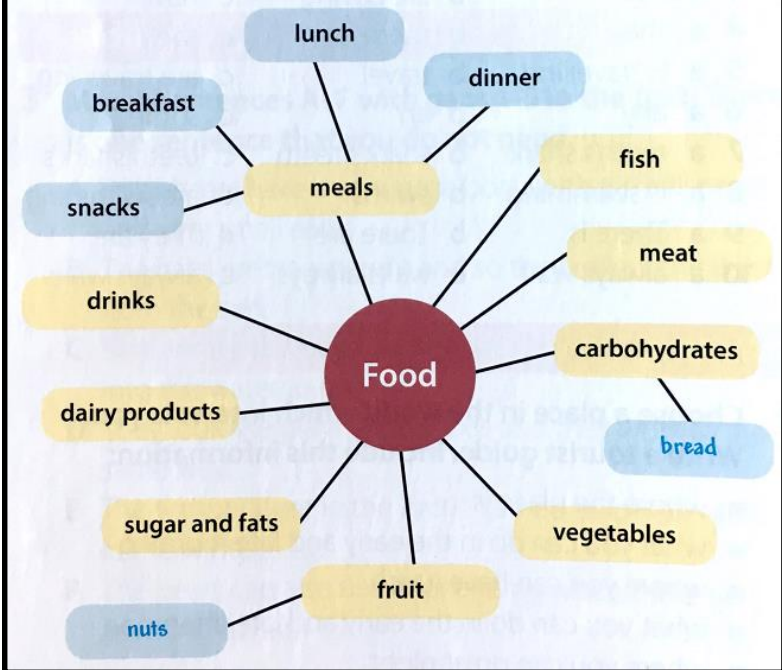 lunch
dinner
breakfast
fish
meals
snacks
meat
drinks
carbohydrates
Food
dairy products
bread
sugar and fats
vegetables
fruit
nuts